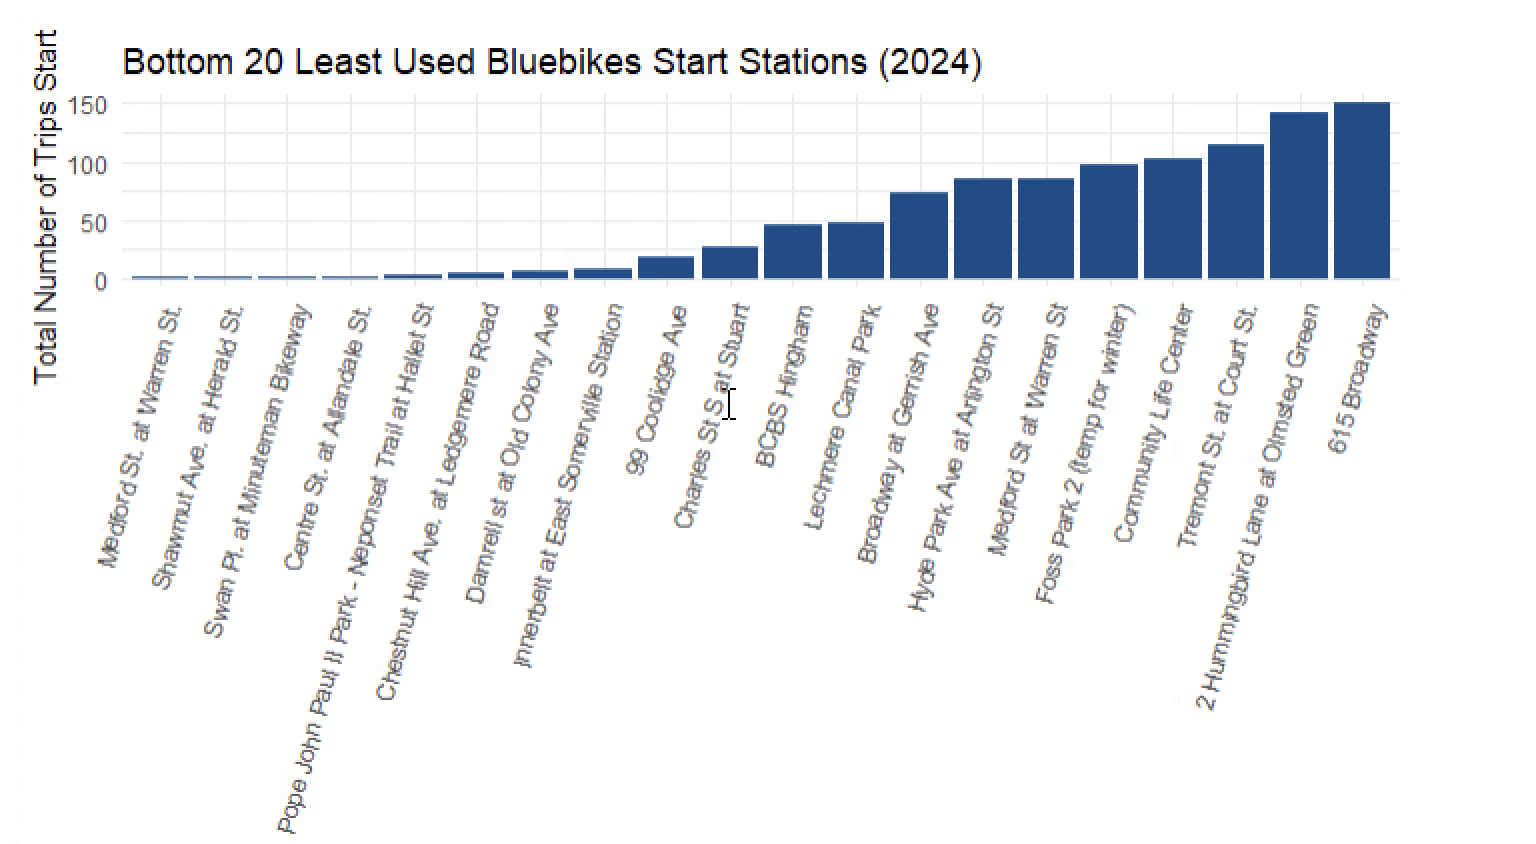 Bottom 20 Least Used Bluebikes Start Stations (2024)
Total Number of Trips Start
150
100
50
0
Medford St. at Warren St.
Shawmut Ave. at Herald St.
Swan Pl. at Minuteman Bikeway
Centre St. at Allandale St.
Pope John Paul II Park - Neponset Trail at Hallet St
Chestnut Hill Ave. at Ledgemere Road
Damrell st at Old Colony Ave
Innerbelt at East Somerville Station
99 Coolidge Ave
Charles St S at Stuart
BCBS Hingham
Lechmere Canal Park
Broadway at Gerrish Ave
Hyde Park Ave at Arlington St
Medford St at Warren St
Foss Park 2 (temp for winter)
Community Life Center
Tremont St. at Court St.
2 Hummingbird Lane at Olmsted Green
615 Broadway